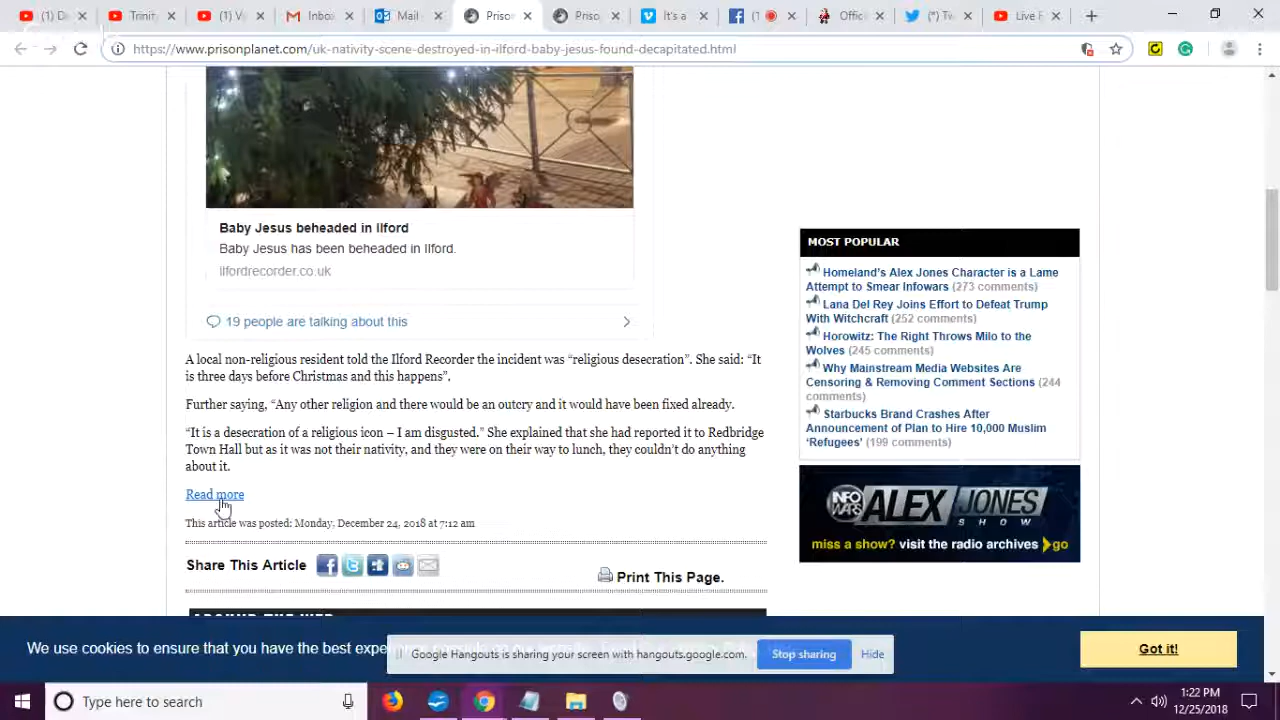 D
Trinity
V
Inbox
Mail
Prison
Prison
It's a
F
Offic
(*) Tw
Live F
https://www.prisonplanet.com/uk-nativity-scene-destroyed-in-ilford-baby-jesus-found-decapitated.html
Baby Jesus beheaded in Ilford
Baby Jesus has been beheaded in Ilford.
ilfordrecorder.co.uk
19 people are talking about this
A local non-religious resident told the Ilford Recorder the incident was “religious desecration”. She said: “It
is three days before Christmas and this happens”.
Further saying, “Any other religion and there would be an outcry and it would have been fixed already.
“It is a desecration of a religious icon – I am disgusted.” She explained that she had reported it to Redbridge
Town Hall but as it was not their nativity, and they were on their way to lunch, they couldn’t do anything
about it.
Read more
This article was posted: Monday, December 24, 2018 at 7:12 am
Share This Article
Print This Page.
AROUND THE WEB
MOST POPULAR
Homeland’s Alex Jones Character is a Lame
Attempt to Smear Infowars (273 comments)
Lana Del Rey Joins Effort to Defeat Trump
With Witchcraft (252 comments)
Horowitz: The Right Throws Milo to the
Wolves (245 comments)
Why Mainstream Media Websites Are
Censoring & Removing Comment Sections (244
comments)
Starbucks Brand Crashes After
Announcement of Plan to Hire 10,000 Muslim
‘Refugees’ (199 comments)
INFO WARS ALEX JONES
SHOW
miss a show? visit the radio archives go
We use cookies to ensure that you have the best expe
Google Hangouts is sharing your screen with hangouts.google.com.
Stop sharing
Hide
Got it!
Type here to search
1:22 PM
12/25/2018